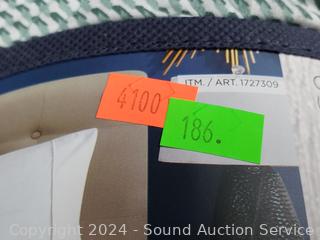 ITM. / ART. 1727309
4100
186.
Copyright 2024 - Sound Auction Service